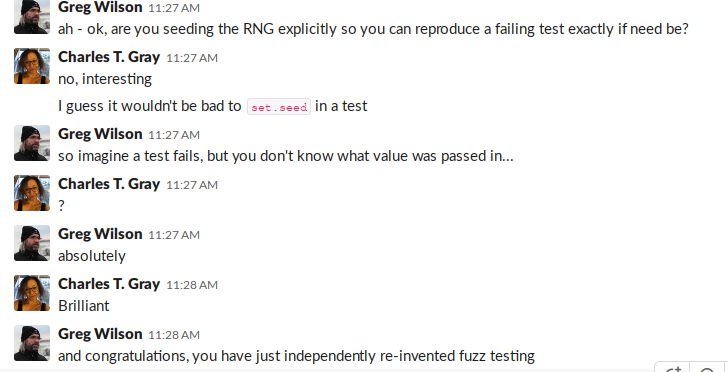 Greg Wilson 11:27 AM
ah - ok, are you seeding the RNG explicitly so you can reproduce a failing test exactly if need be?
Charles T. Gray 11:27 AM
no, interesting
I guess it wouldn't be bad to set.seed in a test
Greg Wilson 11:27 AM
so imagine a test fails, but you don't know what value was passed in...
Charles T. Gray 11:27 AM
?
Greg Wilson 11:27 AM
absolutely
Charles T. Gray 11:28 AM
Brilliant
Greg Wilson 11:28 AM
and congratulations, you have just independently re-invented fuzz testing